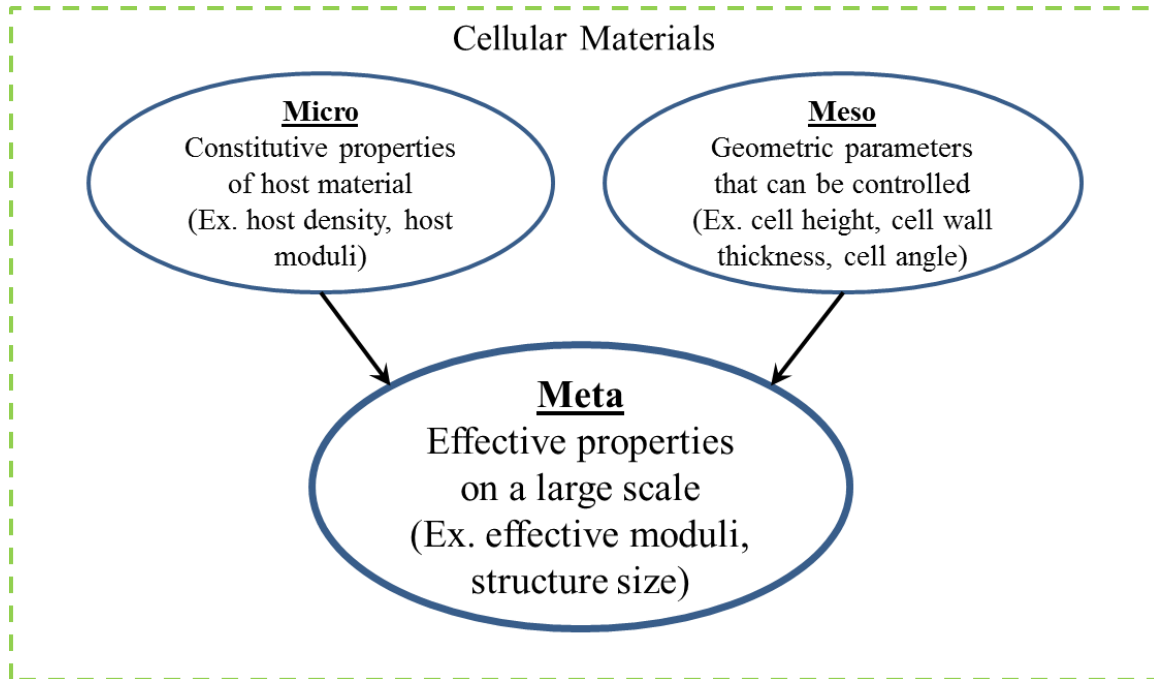 Cellular Materials
Micro
Constitutive properties
of host material
(Ex. host density, host
moduli)
Meso
Geometric parameters
that can be controlled
(Ex. cell height, cell wall
thickness, cell angle)
Meta
Effective properties
on a large scale
(Ex. effective moduli,
structure size)